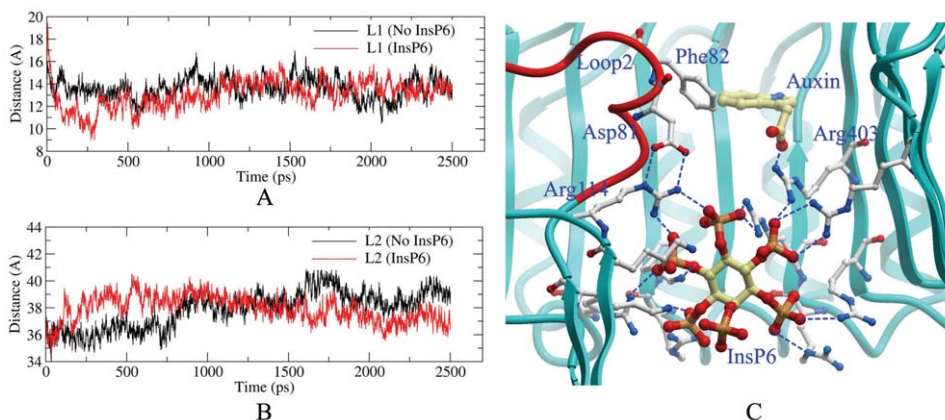 20
18
16
14
12
10
8
Distance (A)
L1 (No InsP6)
L1 (InsP6)
0 500 1000 1500 2000 2500
Time (ps)
A
44
42
40
38
36
34
Distance (A)
L2 (No InsP6)
L2 (InsP6)
0 500 1000 1500 2000 2500
Time (ps)
B
Loop2
Phe82
Auxin
Asp81
Arg403
Arg114
InsP6
C